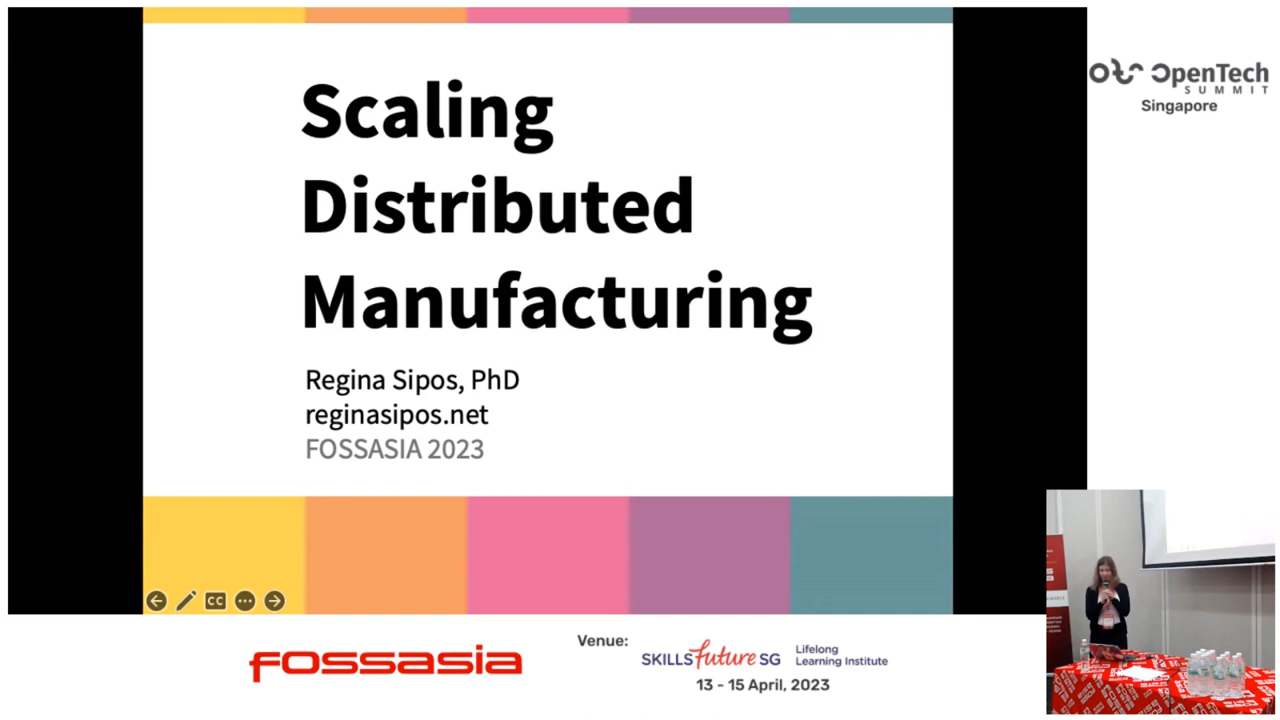 Scaling
Distributed
Manufacturing
Regina Sipos, PhD
reginasipos.net
FOSSASIA 2023
CC
OpenTech
SUMMIT
Singapore
fossasia
Venue:
SKILLSfuture SG
Lifelong
Learning Institute
13 - 15 April, 2023